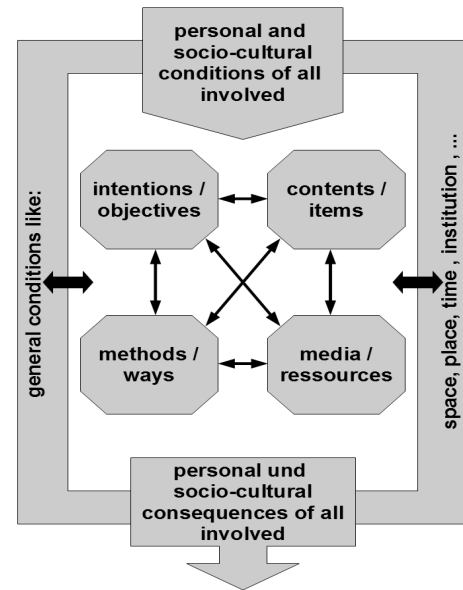 personal and
socio-cultural
conditions of all
involved
general conditions like:
space, place, time , institution , ...
intentions /
objectives
contents /
items
methods /
ways
media /
ressources
personal und
socio-cultural
consequences of all
involved